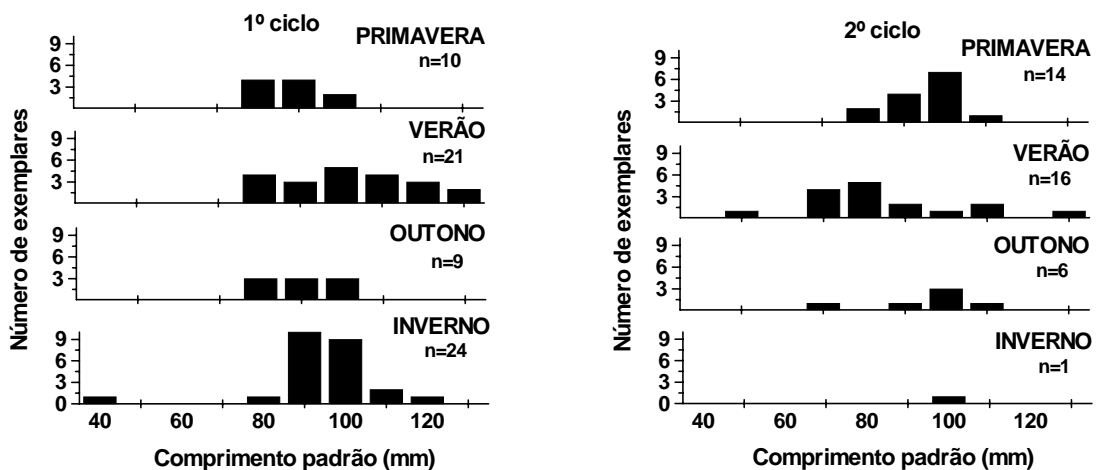 1º ciclo
Número de exemplares
9
6
3
PRIMAVERA
n=10
9
6
3
VERÃO
n=21
9
6
3
OUTONO
n=9
9
6
3
0
INVERNO
n=24
40 60 80 100 120
Comprimento padrão (mm)
2º ciclo
Número de exemplares
9
6
3
PRIMAVERA
n=14
9
6
3
VERÃO
n=16
9
6
3
OUTONO
n=6
9
6
3
0
INVERNO
n=1
40 60 80 100 120
Comprimento padrão (mm)